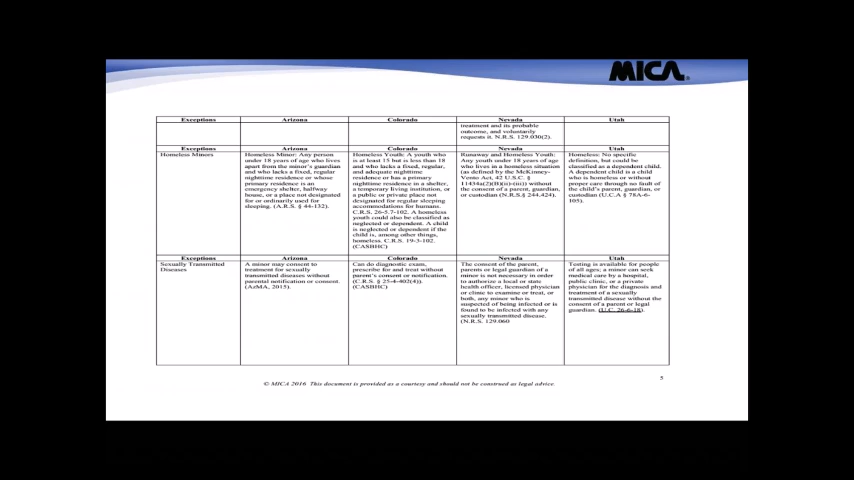 MICA®
Exceptions Arizona Colorado Nevada Utah
treatment and its probable
outcome, and voluntarily
requests it. N.R.S. 129.030(2).
Exceptions Arizona Colorado Nevada Utah
Homeless Minors
Homeless Minor: Any person
under 18 years of age who lives
apart from the minor's guardian
and who lacks a fixed, regular
nighttime residence or whose
primary residence is an
emergency shelter, halfway
house, or a place not designated
for or ordinarily used for
sleeping. (A.R.S. § 44-132).
Homeless Youth: A youth who
is at least 15 but is less than 18
and who lacks a fixed, regular,
and adequate nighttime
residence or has a primary
nighttime residence in a shelter,
a temporary living institution, or
a public or private place not
designated for regular sleeping
accommodations for humans.
C.R.S. 26-5.7-102. A homeless
youth could also be classified as
neglected or dependent. A child
is neglected or dependent if the
child is, among other things,
homeless. C.R.S. 19-3-102.
(CASBHC)
Runaway and Homeless Youth:
Any youth under 18 years of age
who lives in a homeless situation
(as defined by the McKinney-
Vento Act, 42 U.S.C. §
11434a(2)(B)(i)-(iii)) without
the consent of a parent, guardian,
or custodian (N.R.S.§ 244.424).
Homeless: No specific
definition, but could be
classified as a dependent child.
A dependent child is a child
who is homeless or without
proper care through no fault of
the child's parent, guardian, or
custodian (U.C.A § 78A-6-
105).
Exceptions Arizona Colorado Nevada Utah
Sexually Transmitted
Diseases
A minor may consent to
treatment for sexually
transmitted diseases without
parental notification or consent.
(AzMA, 2015).
Can do diagnostic exam,
prescribe for and treat without
parent's consent or notification.
(C.R.S. § 25-4-402(4)).
(CASBHC)
The consent of the parent,
parents or legal guardian of a
minor is not necessary in order
to authorize a local or state
health officer, licensed physician
or clinic to examine or treat, or
both, any minor who is
suspected of being infected or is
found to be infected with any
sexually transmitted disease.
(N.R.S. 129.060
Testing is available for people
of all ages; a minor can seek
medical care by a hospital,
public clinic, or a private
physician for the diagnosis and
treatment of a sexually
transmitted disease without the
consent of a parent or legal
guardian. (U.C. 26-6-18).
5
© MICA 2016 This document is provided as a courtesy and should not be construed as legal advice